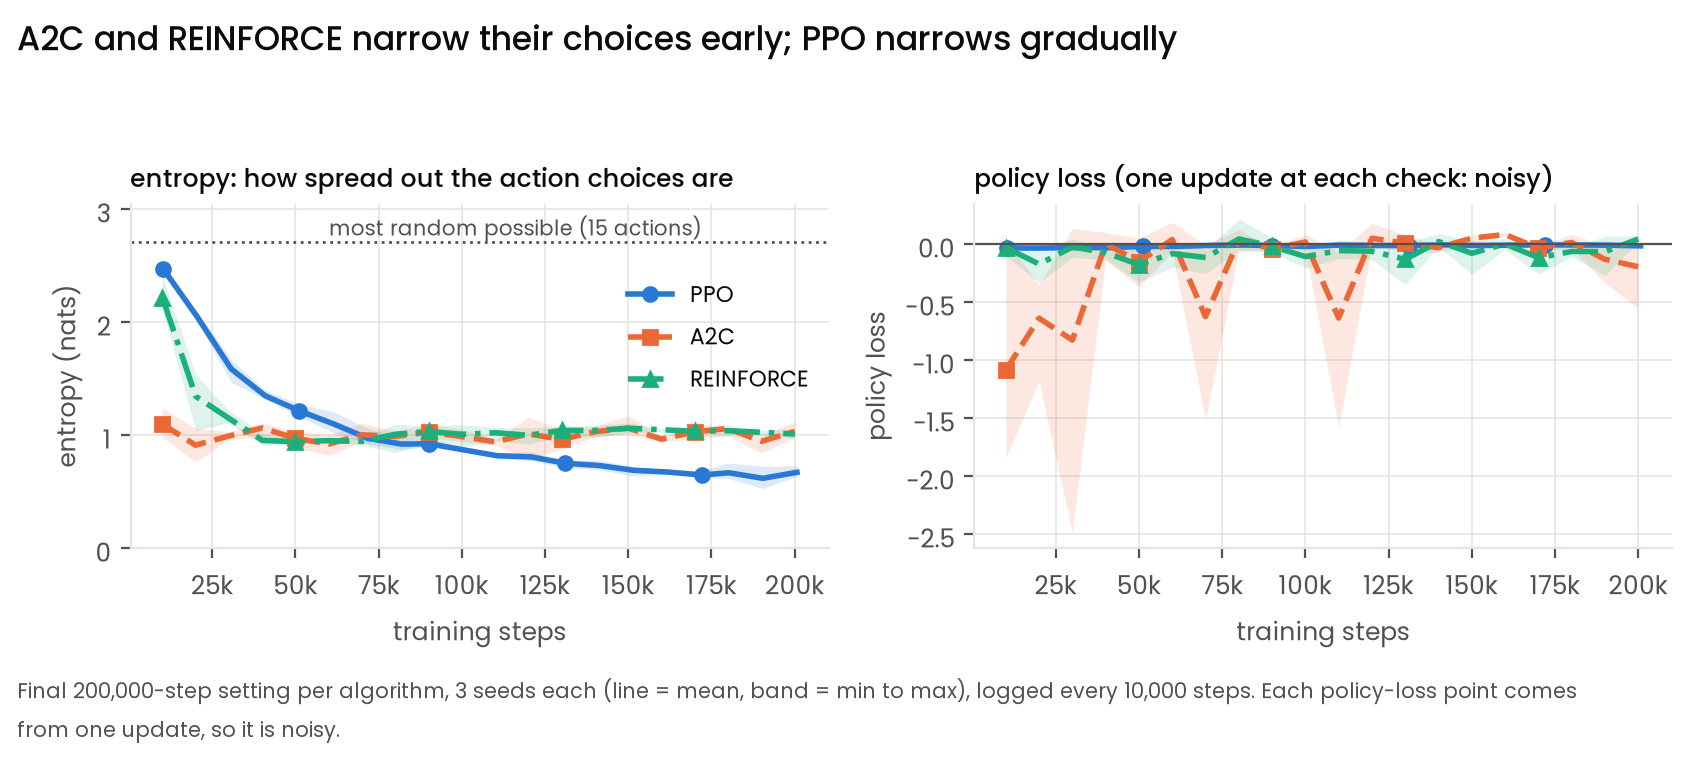 A2C and REINFORCE narrow their choices early; PPO narrows gradually
entropy: how spread out the action choices are
3
2
1
0
entropy (nats)
most random possible (15 actions)
PPO
A2C
REINFORCE
25k 50k 75k 100k 125k 150k 175k 200k
training steps
policy loss (one update at each check: noisy)
0.0
−0.5
−1.0
−1.5
−2.0
−2.5
policy loss
25k 50k 75k 100k 125k 150k 175k 200k
training steps
Final 200,000-step setting per algorithm, 3 seeds each (line = mean, band = min to max), logged every 10,000 steps. Each policy-loss point comes
from one update, so it is noisy.